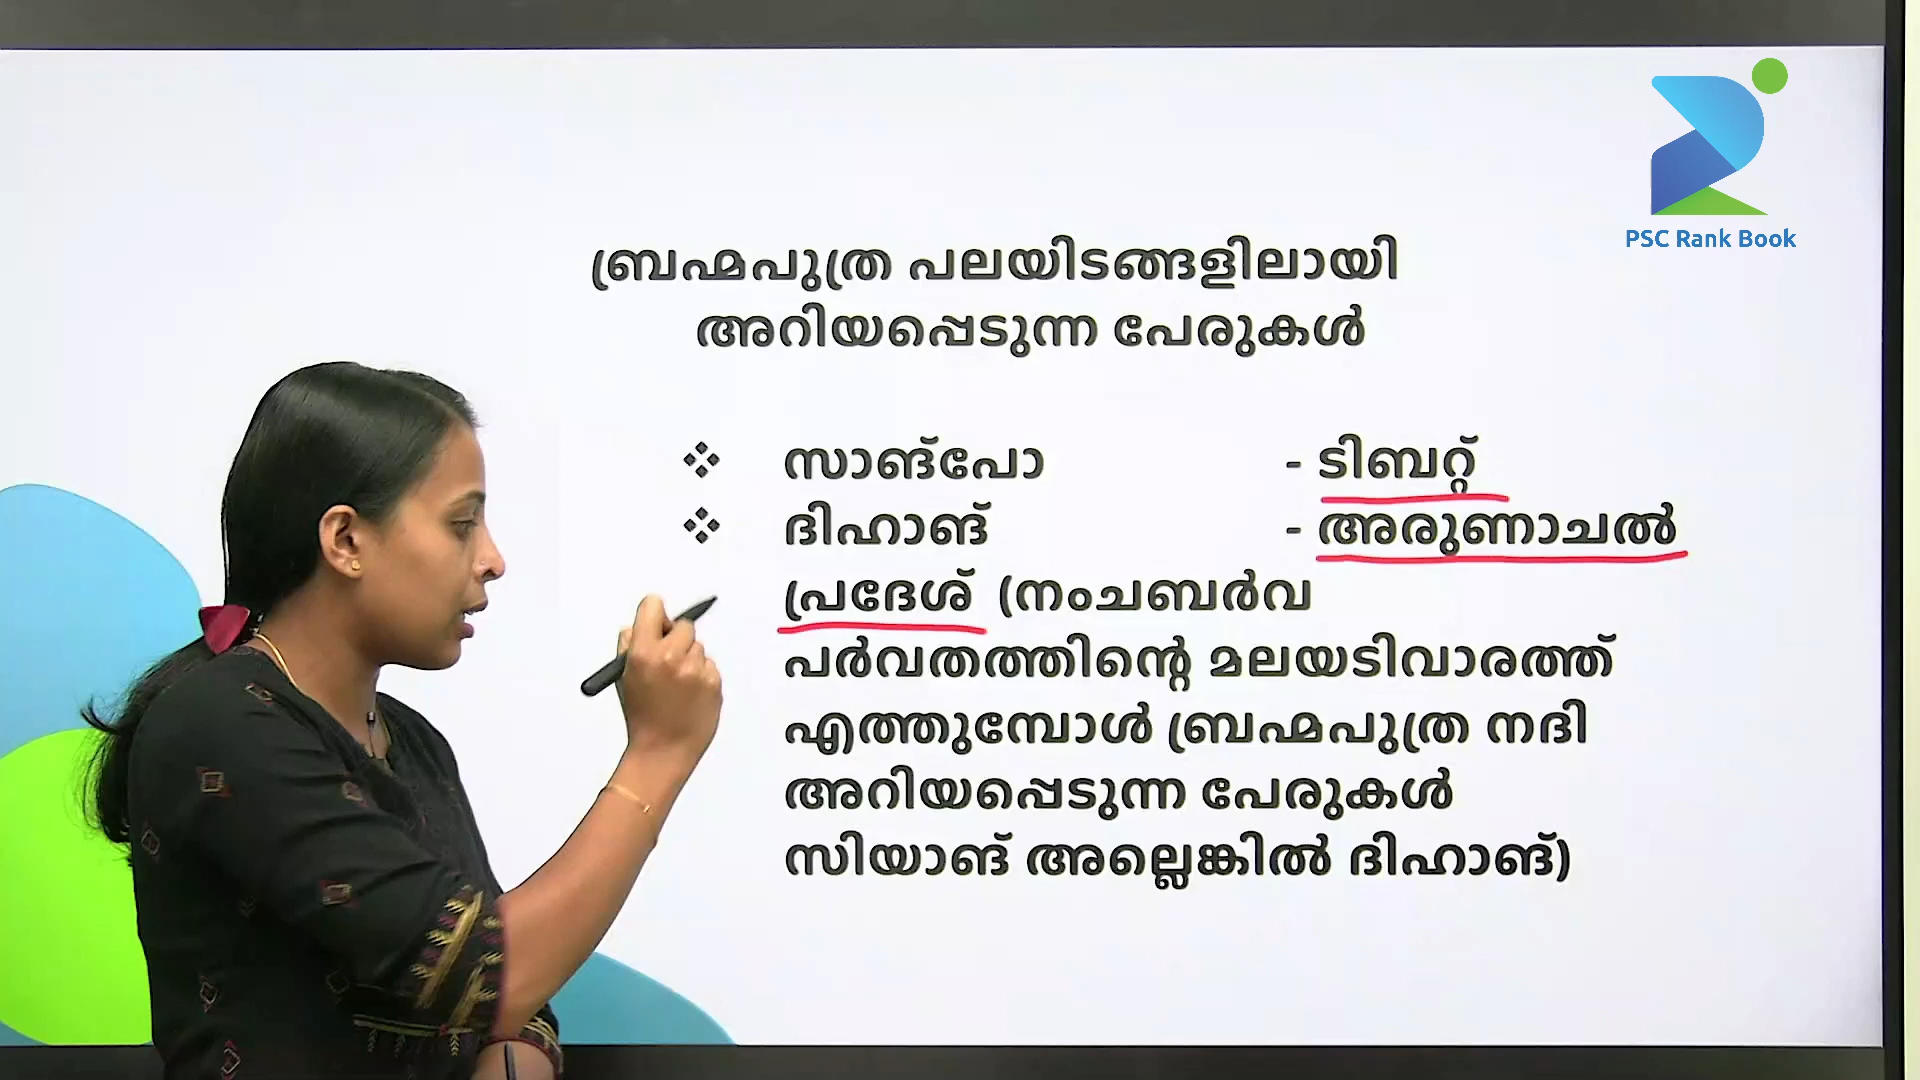 PSC Rank Book
ബ്രഹ്മപുത്ര പലയിടങ്ങളിലായി
അറിയപ്പെടുന്ന പേരുകൾ
❖ സാങ്പോ - ടിബറ്റ്
❖ ദിഹാങ് - അരുണാചൽ
പ്രദേശ് (നംചബർവ
പർവതത്തിന്റെ മലയടിവാരത്ത്
എത്തുമ്പോൾ ബ്രഹ്മപുത്ര നദി
അറിയപ്പെടുന്ന പേരുകൾ
സിയാങ് അല്ലെങ്കിൽ ദിഹാങ്)